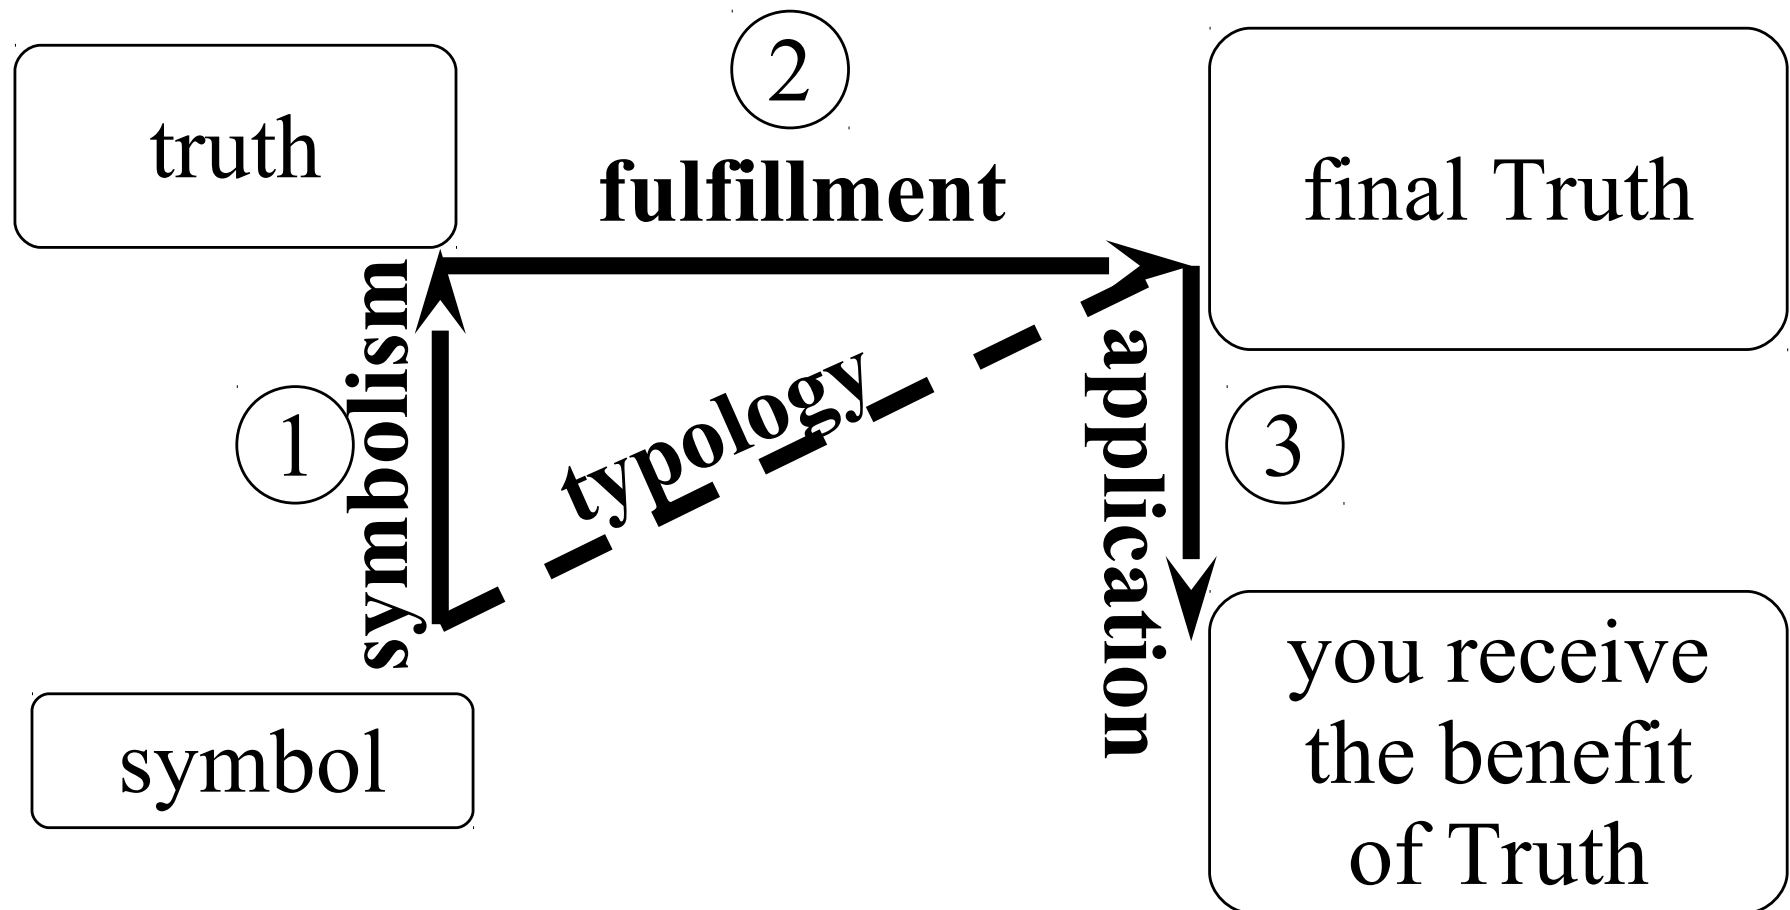 2
truth
fulfillment
final Truth
symbolism
1
typology
application
3
symbol
you receive
the benefit
of Truth